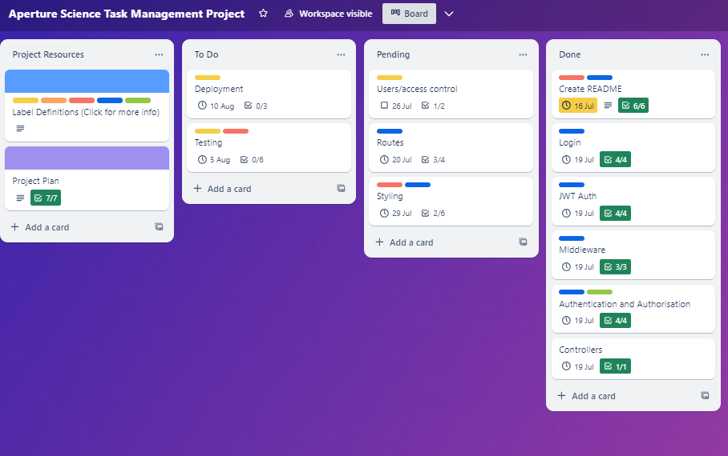 Aperture Science Task Management Project
Workspace visible
Board
Project Resources
Label Definitions (Click for more info)
Project Plan
7/7
Add a card
To Do
Deployment
10 Aug 0/3
Testing
5 Aug 0/6
Add a card
Pending
Users/access control
26 Jul 1/2
Routes
20 Jul 3/4
Styling
29 Jul 2/6
Add a card
Done
Create README
16 Jul 6/6
Login
19 Jul 4/4
JWT Auth
19 Jul 4/4
Middleware
19 Jul 3/3
Authentication and Authorisation
19 Jul 4/4
Controllers
19 Jul 1/1
Add a card